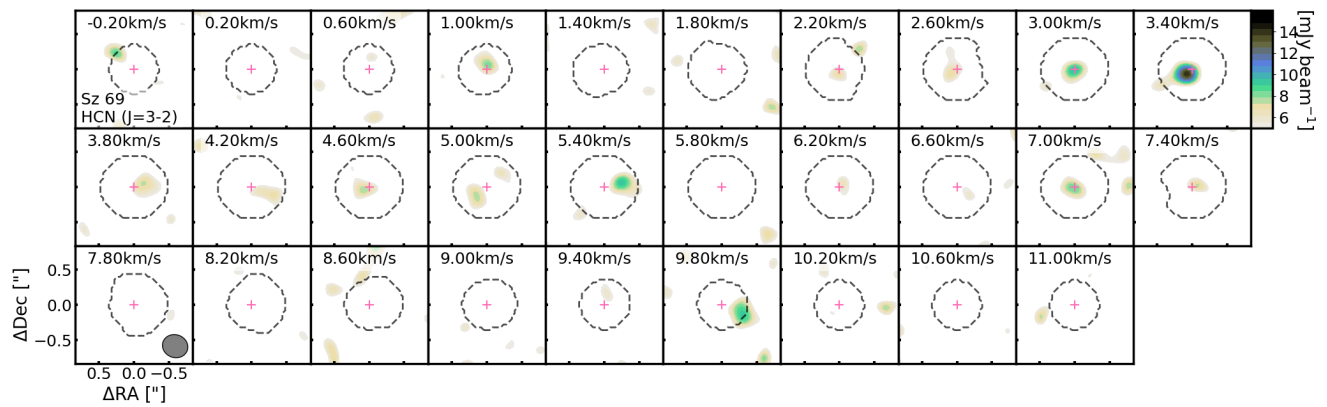 -0.20km/s 0.20km/s 0.60km/s 1.00km/s 1.40km/s 1.80km/s 2.20km/s 2.60km/s 3.00km/s 3.40km/s
Sz 69
HCN (J=3-2)
14
12
10
8
6
[mJy beam⁻¹]
3.80km/s 4.20km/s 4.60km/s 5.00km/s 5.40km/s 5.80km/s 6.20km/s 6.60km/s 7.00km/s 7.40km/s
7.80km/s 8.20km/s 8.60km/s 9.00km/s 9.40km/s 9.80km/s 10.20km/s 10.60km/s 11.00km/s
0.5
0.0
−0.5
ΔDec ["]
0.5 0.0 −0.5
ΔRA ["]